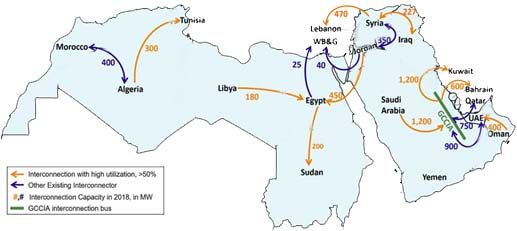 Tunisia
470
Syria
227
Lebanon
Morocco
WB&G
Jordan
350
Iraq
400
300
25
40
Kuwait
Algeria
1,200
600
Bahrain
Libya
180
Egypt
450
Qatar
Saudi
Arabia
1,200
GCCIA
750
UAE
400
Oman
200
900
Sudan
Yemen
Interconnection with high utilization, >50%
Other Existing Interconnector
#,# Interconnection Capacity in 2018, in MW
GCCIA interconnection bus